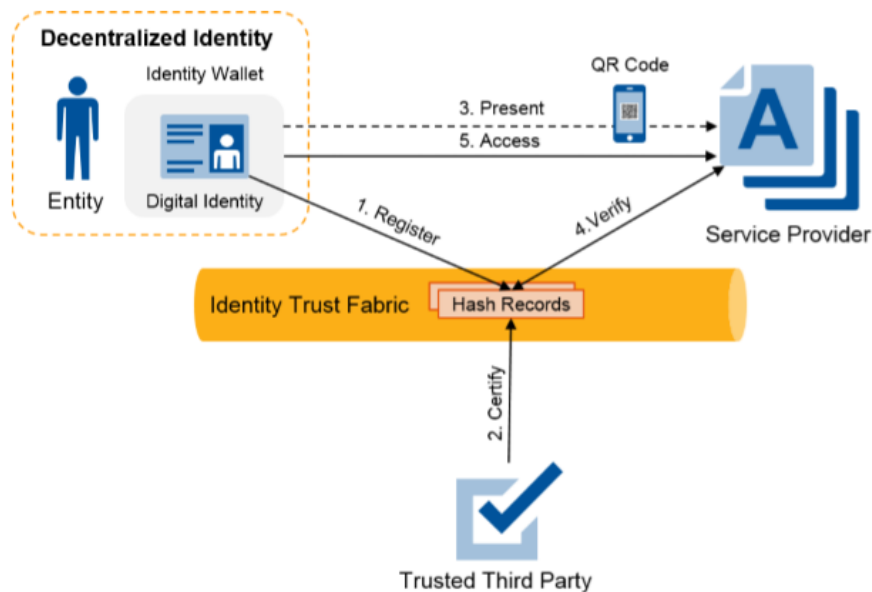 Decentralized Identity
Identity Wallet
Entity
Digital Identity
QR Code
3. Present
5. Access
1. Register
4.Verify
A
Service Provider
Identity Trust Fabric
Hash Records
2. Certify
Trusted Third Party